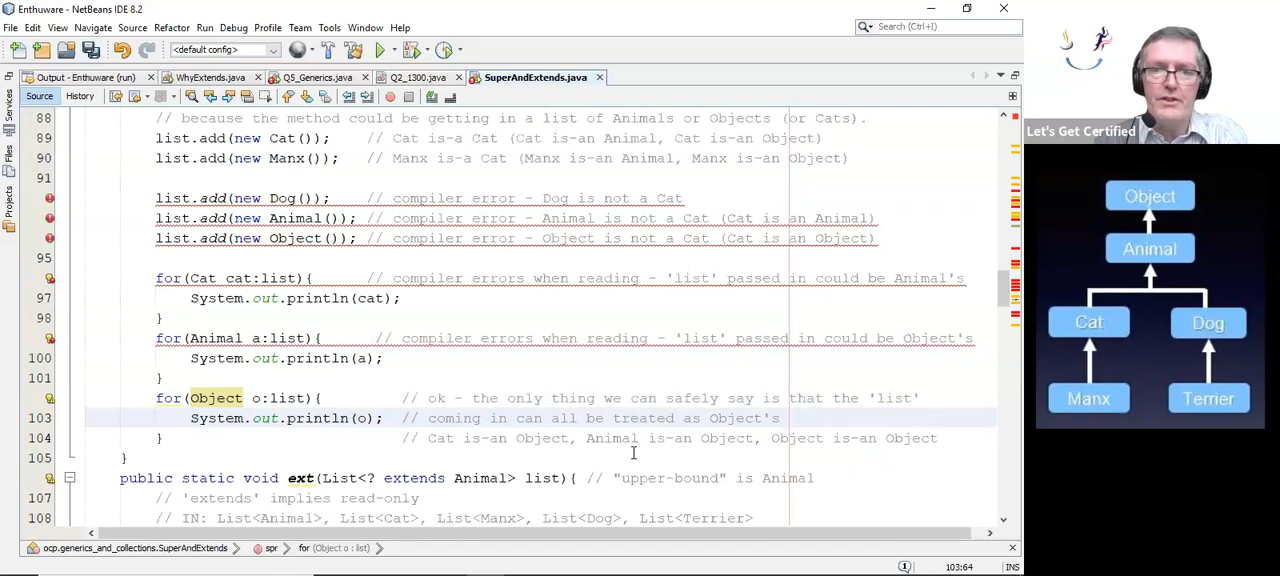 Enthuware - NetBeans IDE 8.2
File Edit View Navigate Source Refactor Run Debug Profile Team Tools Window Help
Search (Ctrl+I)
<default config>
Output - Enthuware (run) WhyExtends.java Q5_Generics.java Q2_1300.java SuperAndExtends.java
Source History
Services
Files
Projects
88 // because the method could be getting in a list of Animals or Objects (or Cats).
89 list.add(new Cat()); // Cat is-a Cat (Cat is-an Animal, Cat is-an Object)
90 list.add(new Manx()); // Manx is-a Cat (Manx is-an Animal, Manx is-an Object)
91
list.add(new Dog()); // compiler error - Dog is not a Cat
list.add(new Animal()); // compiler error - Animal is not a Cat (Cat is an Animal)
list.add(new Object()); // compiler error - Object is not a Cat (Cat is an Object)
95
for(Cat cat:list){ // compiler errors when reading - 'list' passed in could be Animal's
97 System.out.println(cat);
98 }
for(Animal a:list){ // compiler errors when reading - 'list' passed in could be Object's
100 System.out.println(a);
101 }
for(Object o:list){ // ok - the only thing we can safely say is that the 'list'
103 System.out.println(o); // coming in can all be treated as Object's
104 } // Cat is-an Object, Animal is-an Object, Object is-an Object
105 }
public static void ext(List<? extends Animal> list){ // "upper-bound" is Animal
107 // 'extends' implies read-only
108 // IN: List<Animal>, List<Cat>, List<Manx>, List<Dog>, List<Terrier>
ocp.generics_and_collections.SuperAndExtends spr for (Object o : list)
1 103:64 INS
Let's Get Certified
Object
Animal
Cat Dog
Manx Terrier